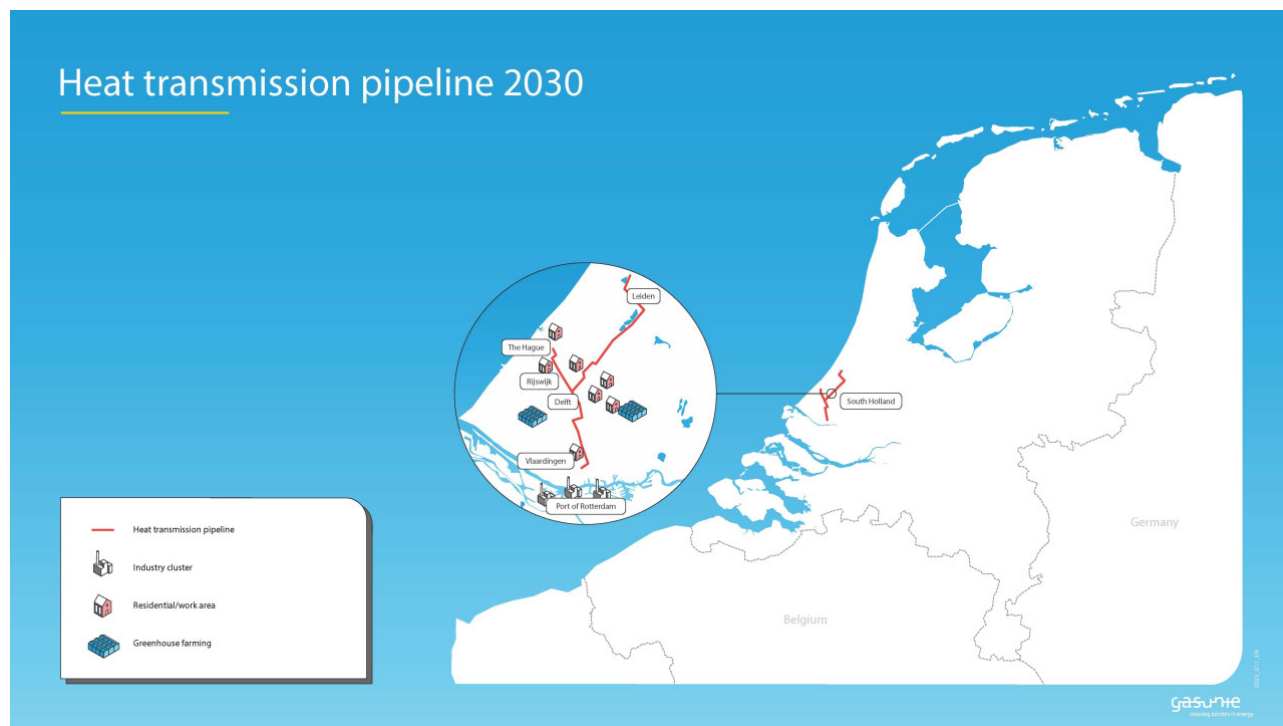 Heat transmission pipeline 2030
Leiden
The Hague
Rijswijk
Delft
South Holland
Vlaardingen
Port of Rotterdam
Heat transmission pipeline
Industry cluster
Residential/work area
Greenhouse farming
Germany
Belgium
gasunie
crossing borders in energy